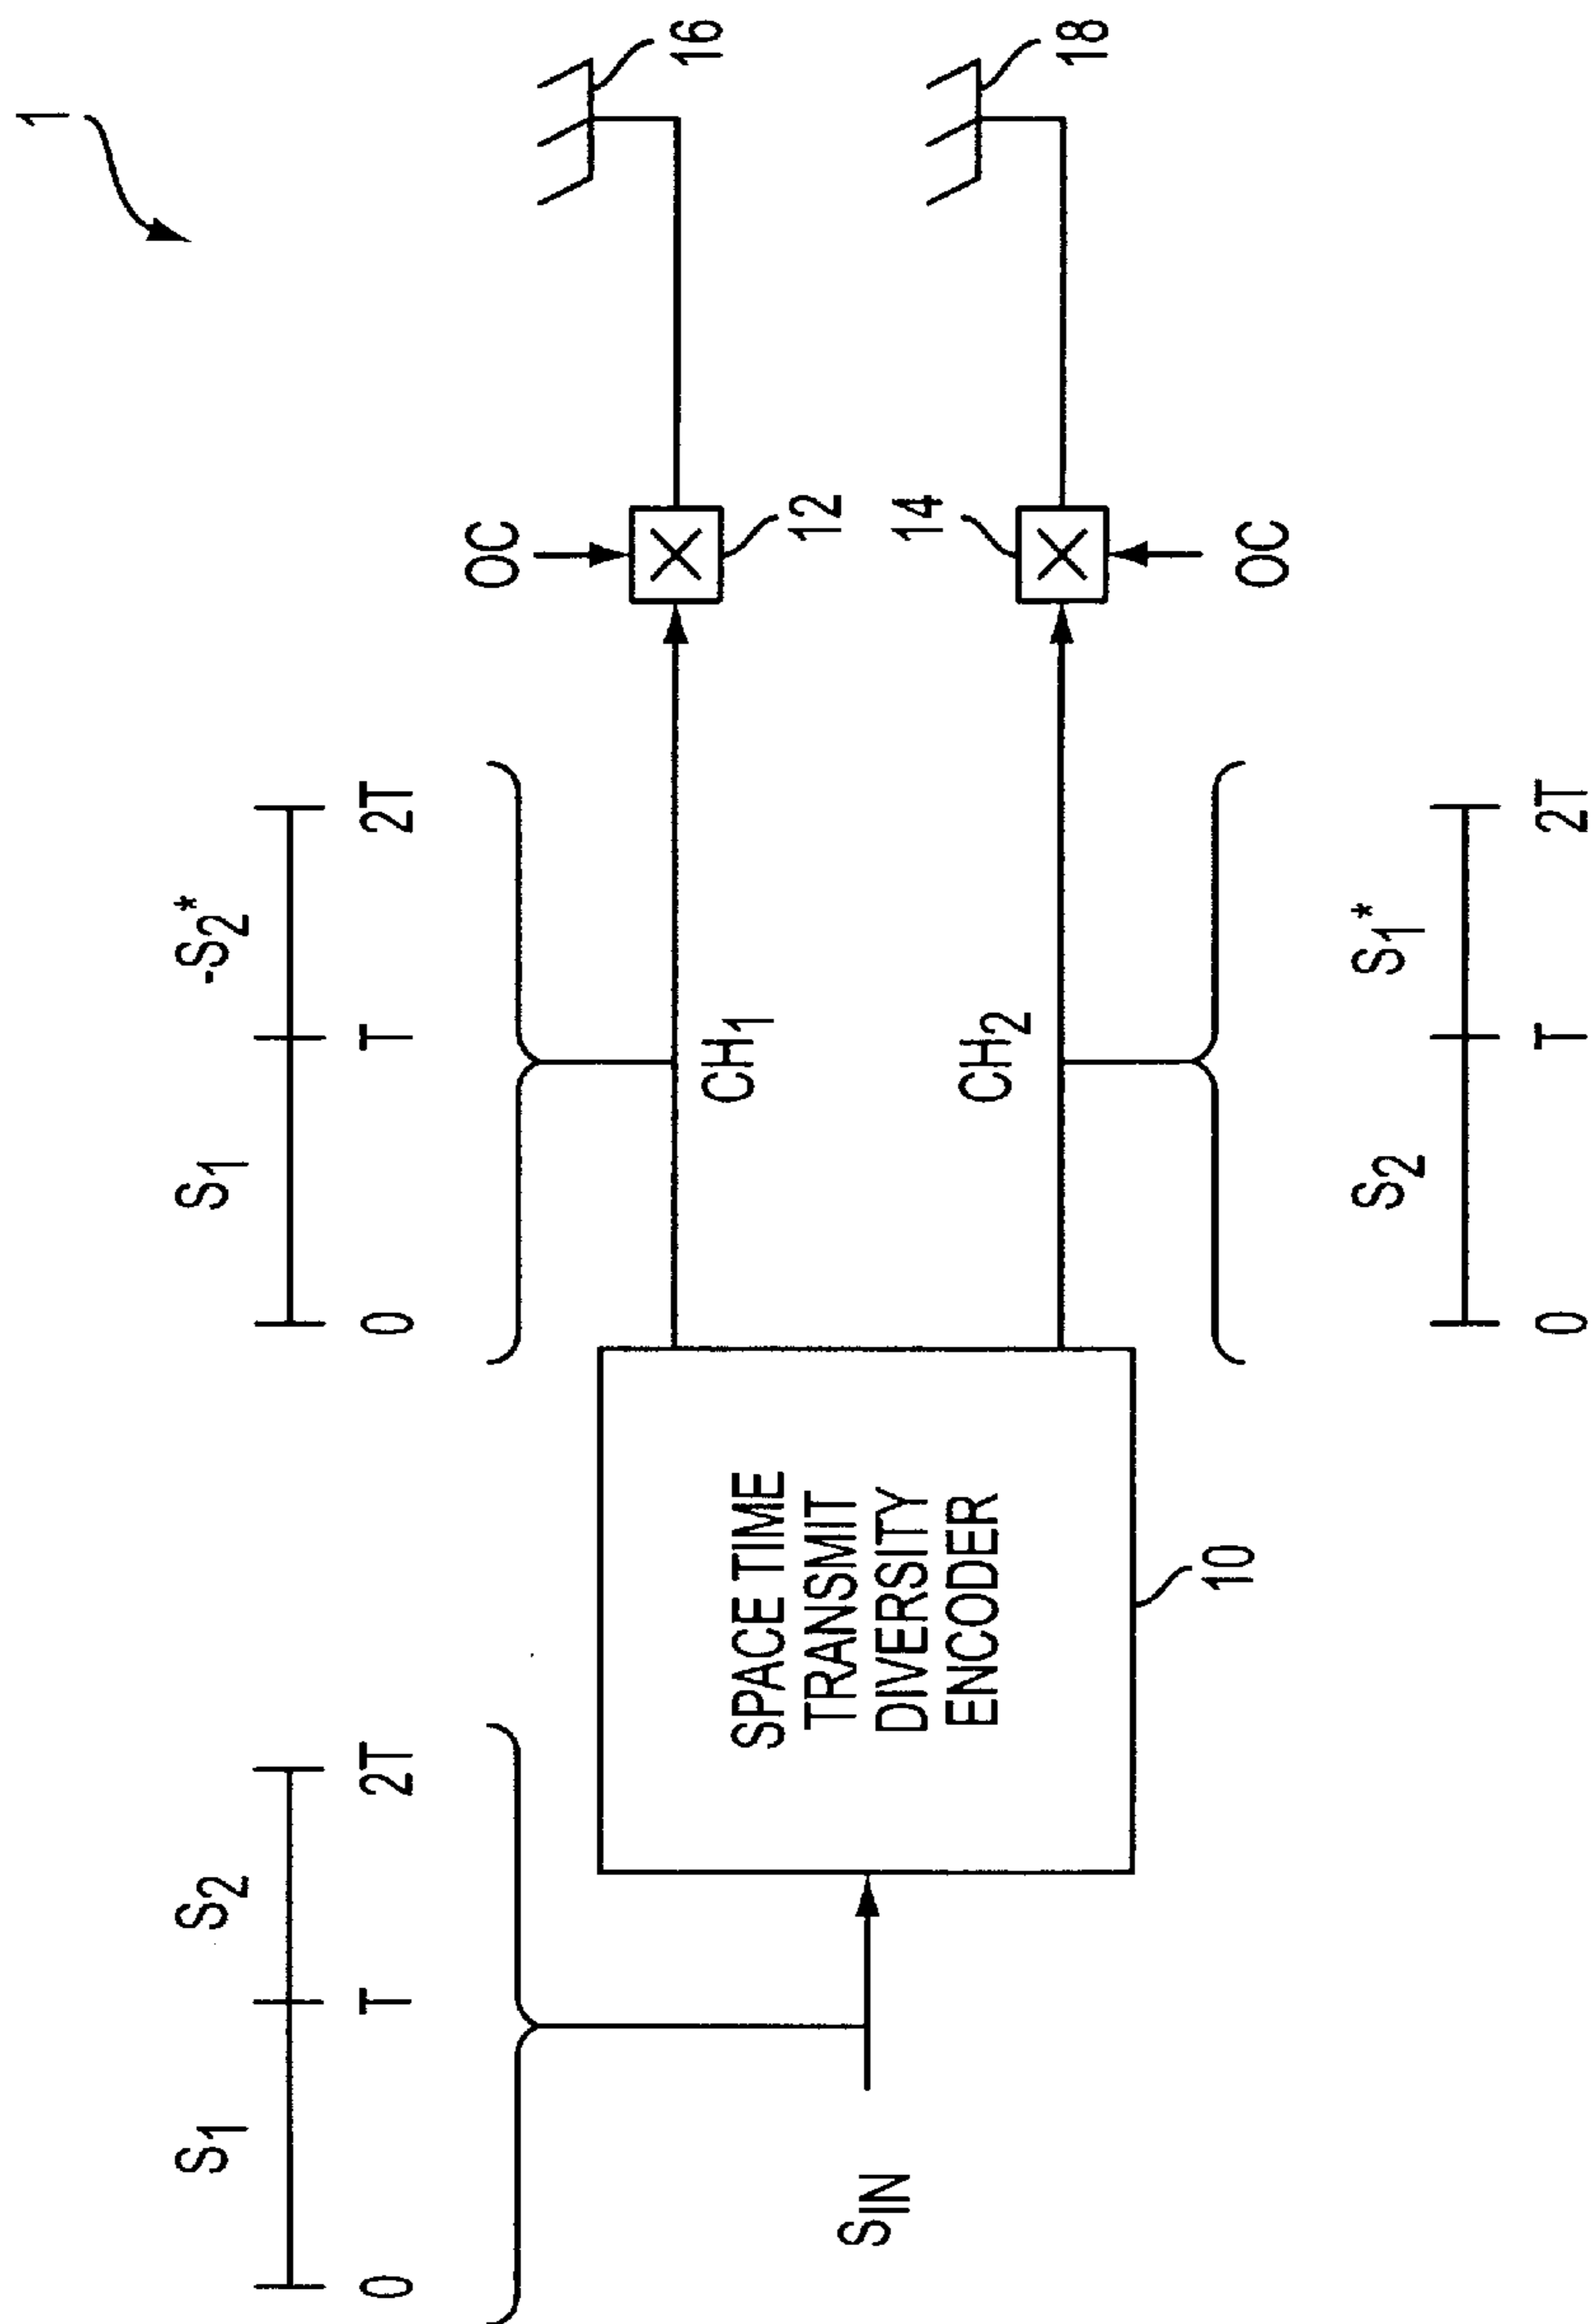 1
S1 S2
0 T 2T
S1 -S2*
0 T 2T
OC
16
12
CH1
SIN
SPACE TIME
TRANSMIT
DIVERSITY
ENCODER
10
CH2
14
18
OC
S2 S1*
0 T 2T